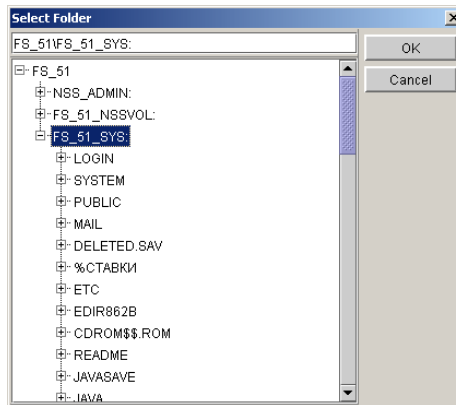 Select Folder
FS_51\FS_51_SYS:
OK
Cancel
FS_51
NSS_ADMIN:
FS_51_NSSVOL:
FS_51_SYS:
LOGIN
SYSTEM
PUBLIC
MAIL
DELETED.SAV
%СТАВКИ
ETC
EDIR862B
CDROM$$.ROM
README
JAVASAVE
JAVA